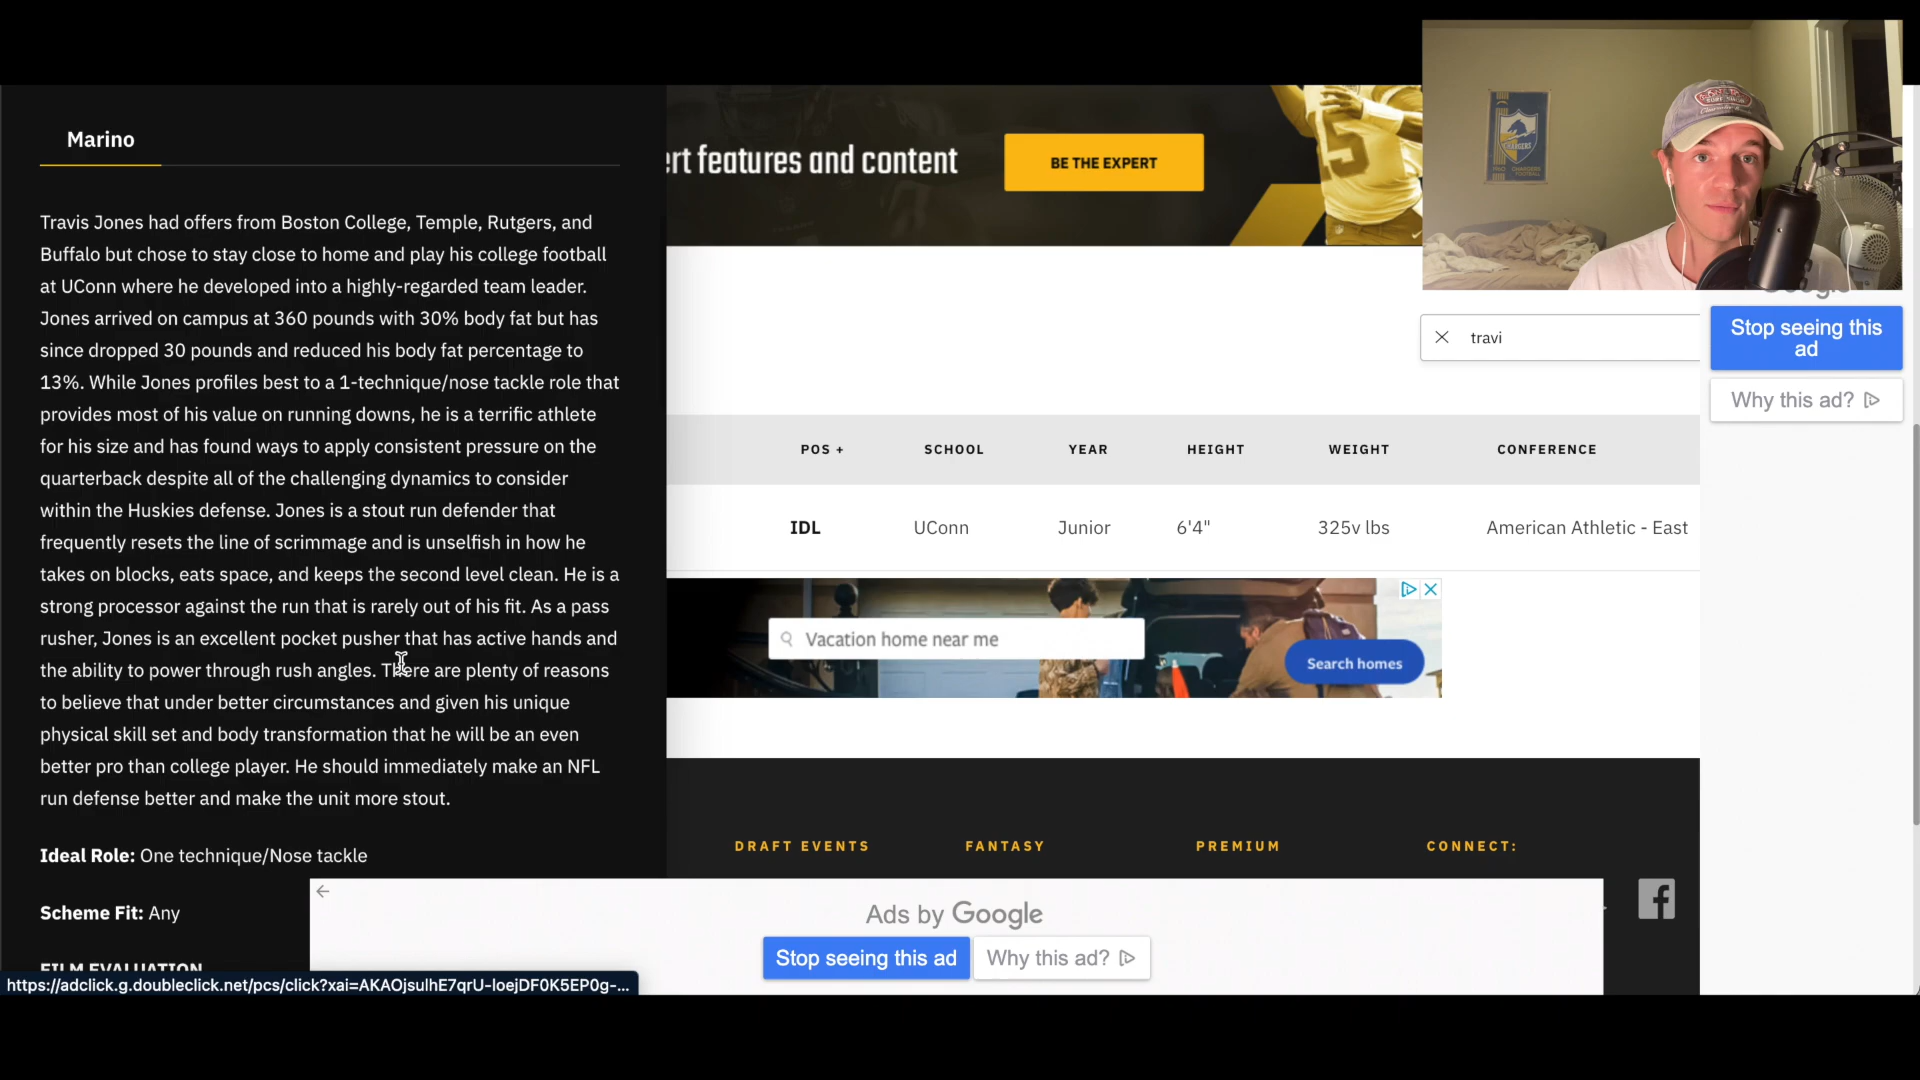 Marino
Travis Jones had offers from Boston College, Temple, Rutgers, and
Buffalo but chose to stay close to home and play his college football
at UConn where he developed into a highly-regarded team leader.
Jones arrived on campus at 360 pounds with 30% body fat but has
since dropped 30 pounds and reduced his body fat percentage to
13%. While Jones profiles best to a 1-technique/nose tackle role that
provides most of his value on running downs, he is a terrific athlete
for his size and has found ways to apply consistent pressure on the
quarterback despite all of the challenging dynamics to consider
within the Huskies defense. Jones is a stout run defender that
frequently resets the line of scrimmage and is unselfish in how he
takes on blocks, eats space, and keeps the second level clean. He is a
strong processor against the run that is rarely out of his fit. As a pass
rusher, Jones is an excellent pocket pusher that has active hands and
the ability to power through rush angles. There are plenty of reasons
to believe that under better circumstances and given his unique
physical skill set and body transformation that he will be an even
better pro than college player. He should immediately make an NFL
run defense better and make the unit more stout.
Ideal Role: One technique/Nose tackle
Scheme Fit: Any
FILM EVALUATION
https://adclick.g.doubleclick.net/pcs/click?xai=AKAOjsulhE7qrU-loejDF0K5EP0g-...
ert features and content
BE THE EXPERT
15
CHARGERS
travi
Stop seeing this
ad
Why this ad?
POS + SCHOOL YEAR HEIGHT WEIGHT CONFERENCE
IDL UConn Junior 6'4" 325v lbs American Athletic - East
Vacation home near me
Search homes
DRAFT EVENTS FANTASY PREMIUM CONNECT:
Ads by Google
Stop seeing this ad
Why this ad?